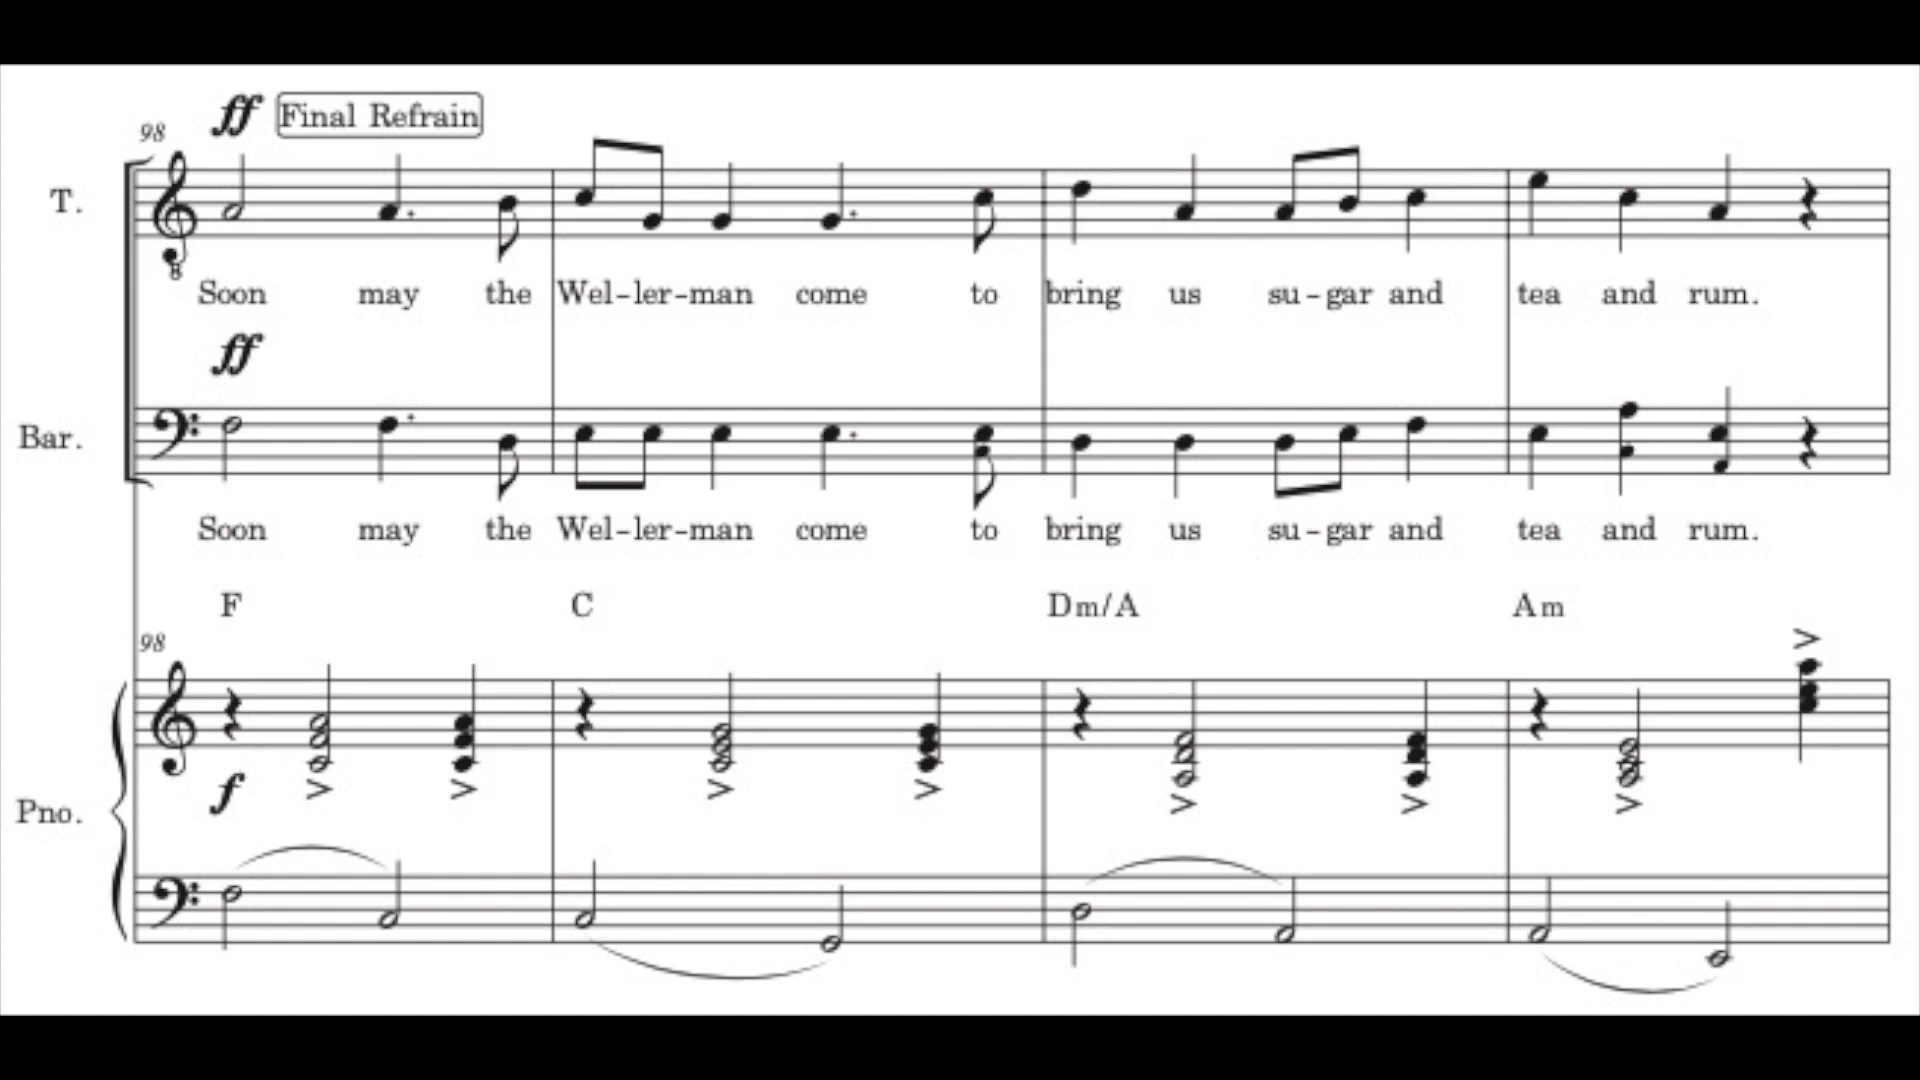 ff Final Refrain
98
T.
8
Soon may the Wel-ler-man come to bring us su-gar and tea and rum.
ff
Bar.
Soon may the Wel-ler-man come to bring us su-gar and tea and rum.
F C Dm/A Am
98
f
Pno.